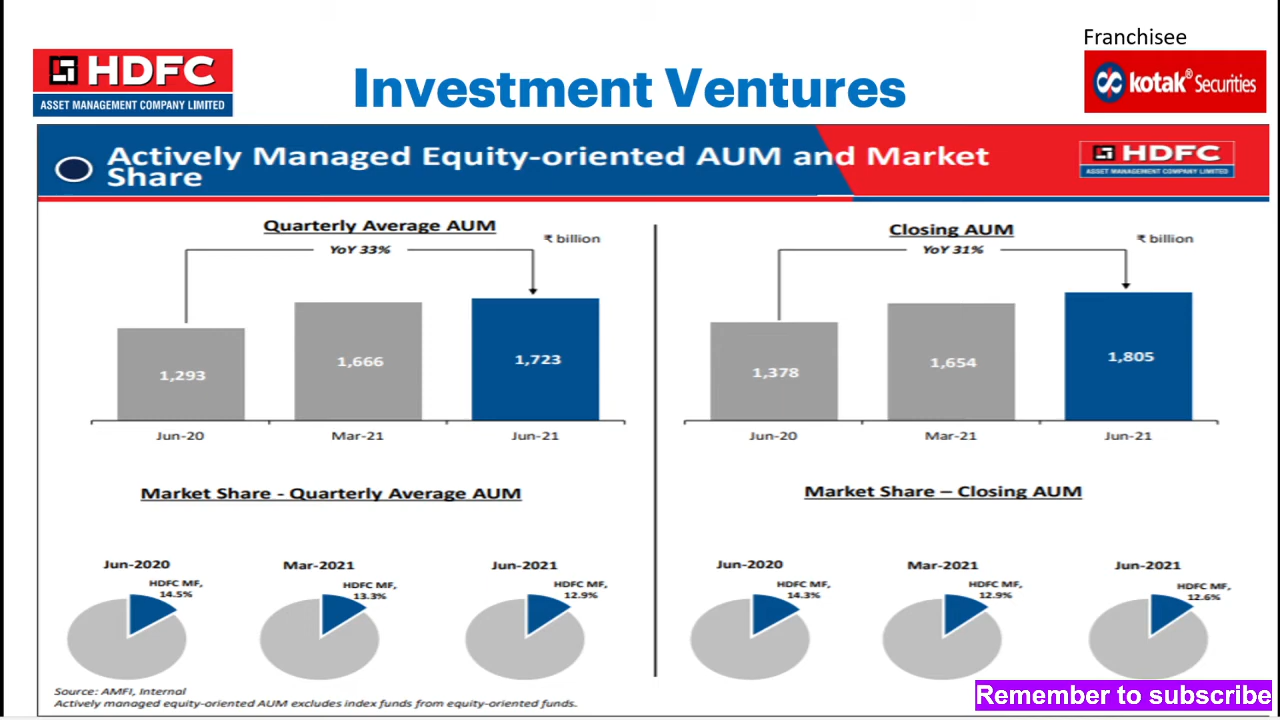 Franchisee
HDFC
ASSET MANAGEMENT COMPANY LIMITED
Investment Ventures
kotak® Securities
Actively Managed Equity-oriented AUM and Market
Share
HDFC
ASSET MANAGEMENT COMPANY LIMITED
Quarterly Average AUM
₹ billion
YoY 33%
1,293
1,666
1,723
Jun-20
Mar-21
Jun-21
Closing AUM
₹ billion
YoY 31%
1,378
1,654
1,805
Jun-20
Mar-21
Jun-21
Market Share - Quarterly Average AUM
Jun-2020
HDFC MF,
14.5%
Mar-2021
HDFC MF,
13.3%
Jun-2021
HDFC MF,
12.9%
Market Share – Closing AUM
Jun-2020
HDFC MF,
14.3%
Mar-2021
HDFC MF,
12.9%
Jun-2021
HDFC MF,
12.6%
Source: AMFI, Internal
Actively managed equity-oriented AUM excludes index funds from equity-oriented funds.
Remember to subscribe